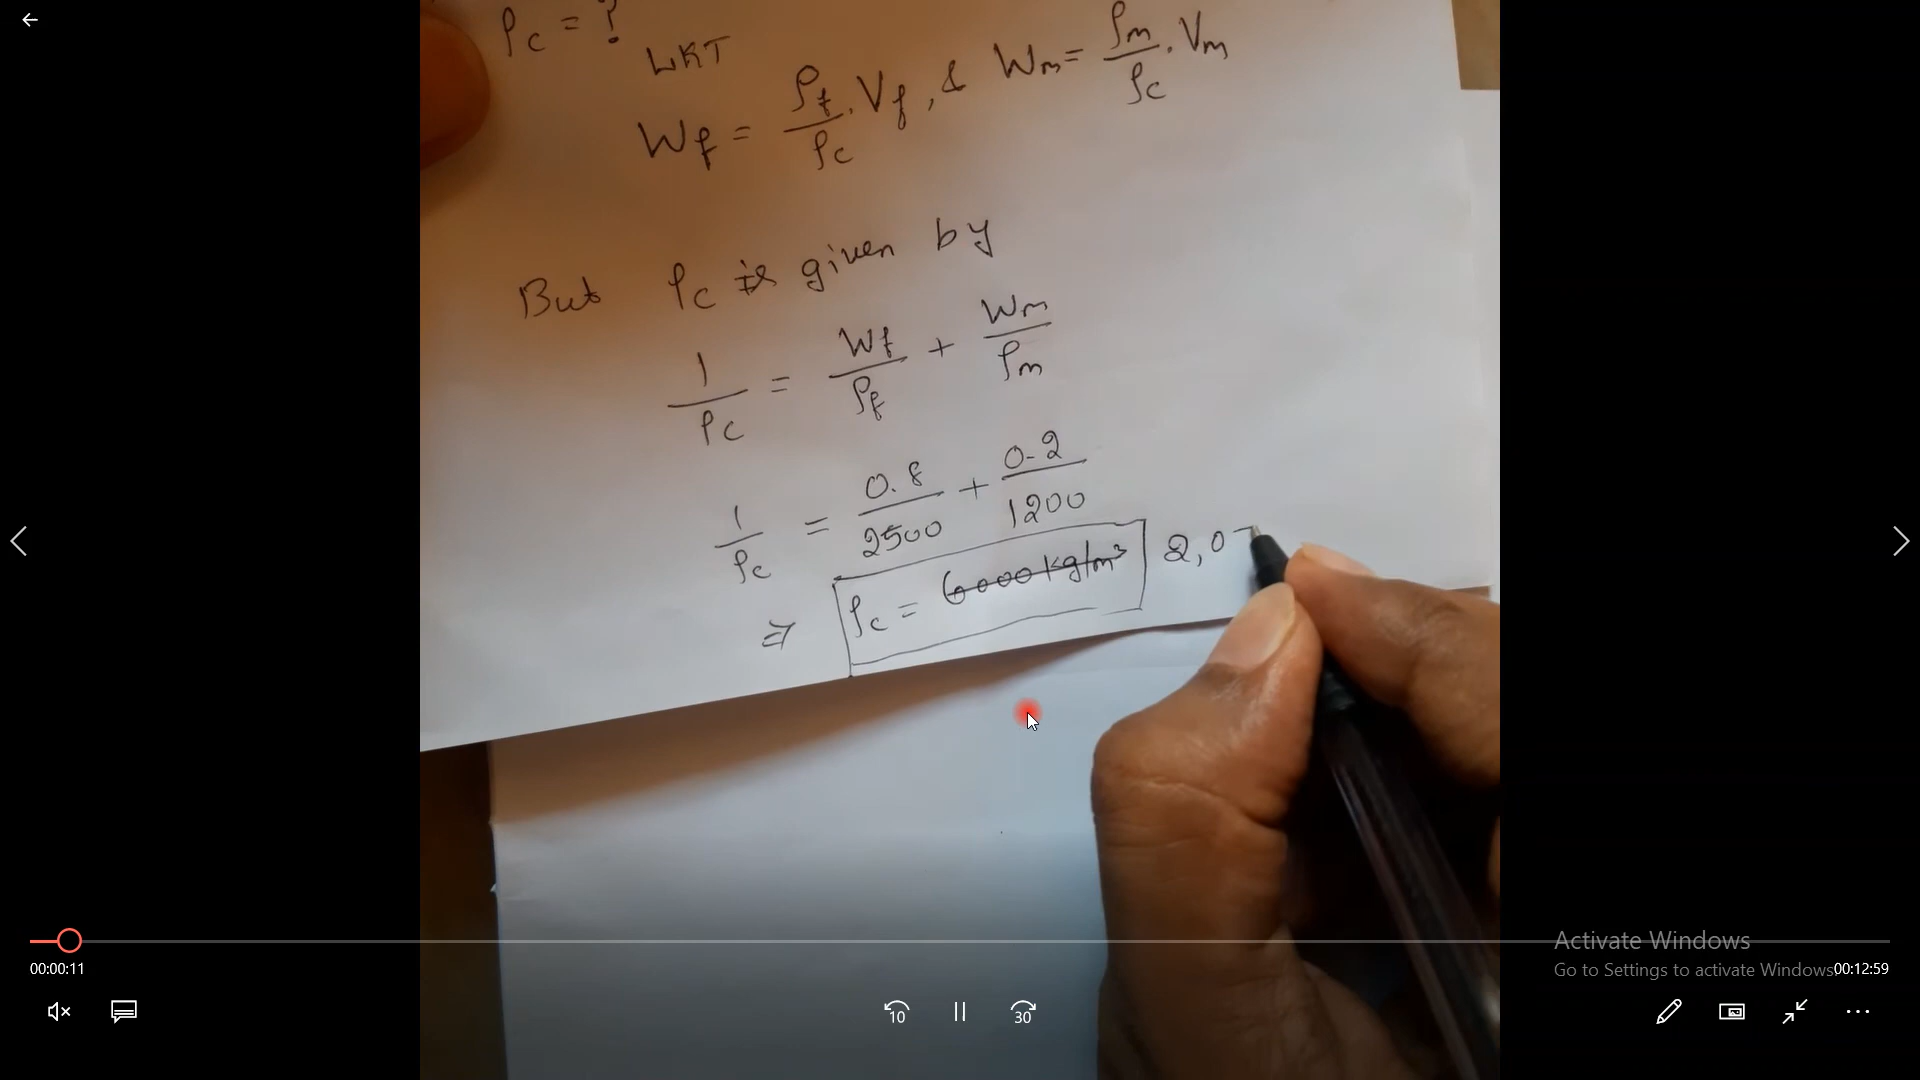 ρc = ?
WKT
Wf = ρf/ρc . Vf , & Wm = ρm/ρc . Vm
But ρc is given by
1/ρc = Wf/ρf + Wm/ρm
1/ρc = 0.8/2500 + 0.2/1200
⇒ ρc = 6000 kg/m³ 2,0
Activate Windows
Go to Settings to activate Windows.
00:00:11
00:12:59
10
30